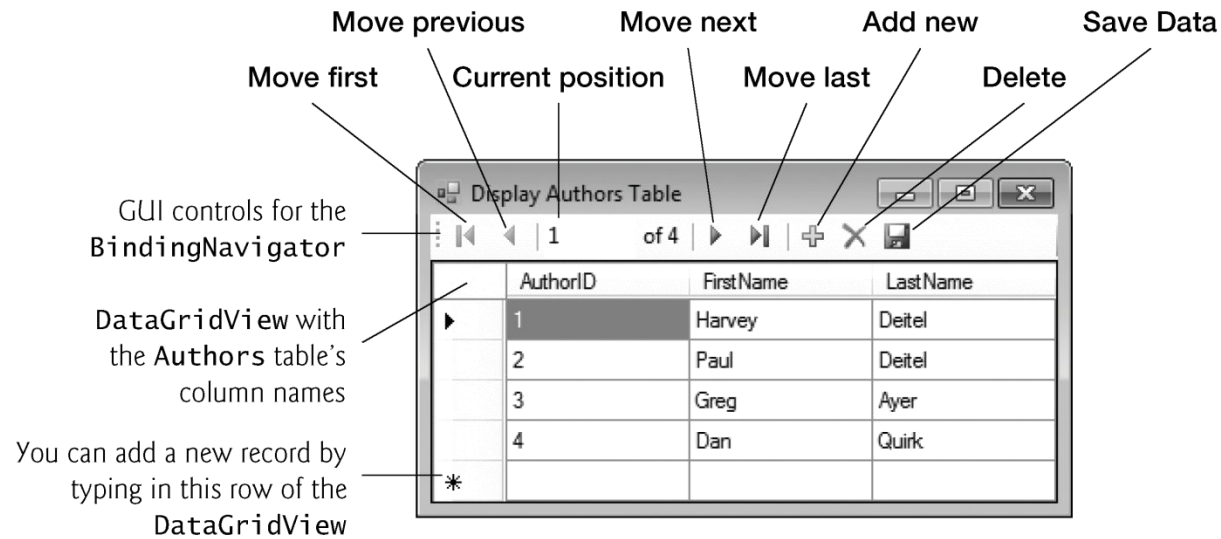 Move previous
Move next
Add new
Save Data
Move first
Current position
Move last
Delete
Display Authors Table
GUI controls for the
BindingNavigator
1 of 4
AuthorID FirstName LastName
DataGridView with
the Authors table’s
column names
1 Harvey Deitel
2 Paul Deitel
3 Greg Ayer
4 Dan Quirk
You can add a new record by
typing in this row of the
DataGridView